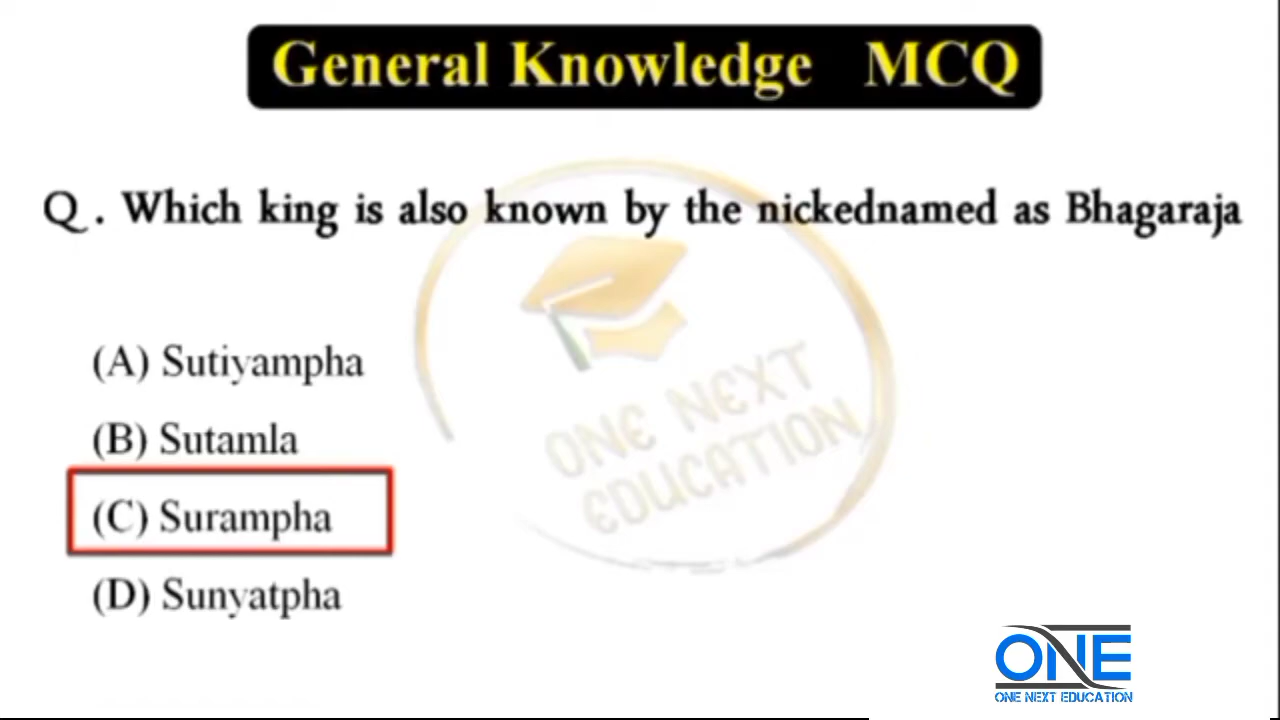 General Knowledge MCQ
Q . Which king is also known by the nickednamed as Bhagaraja
(A) Sutiyampha
(B) Sutamla
(C) Surampha
(D) Sunyatpha
ONE NEXT
EDUCATION
ONE
ONE NEXT EDUCATION